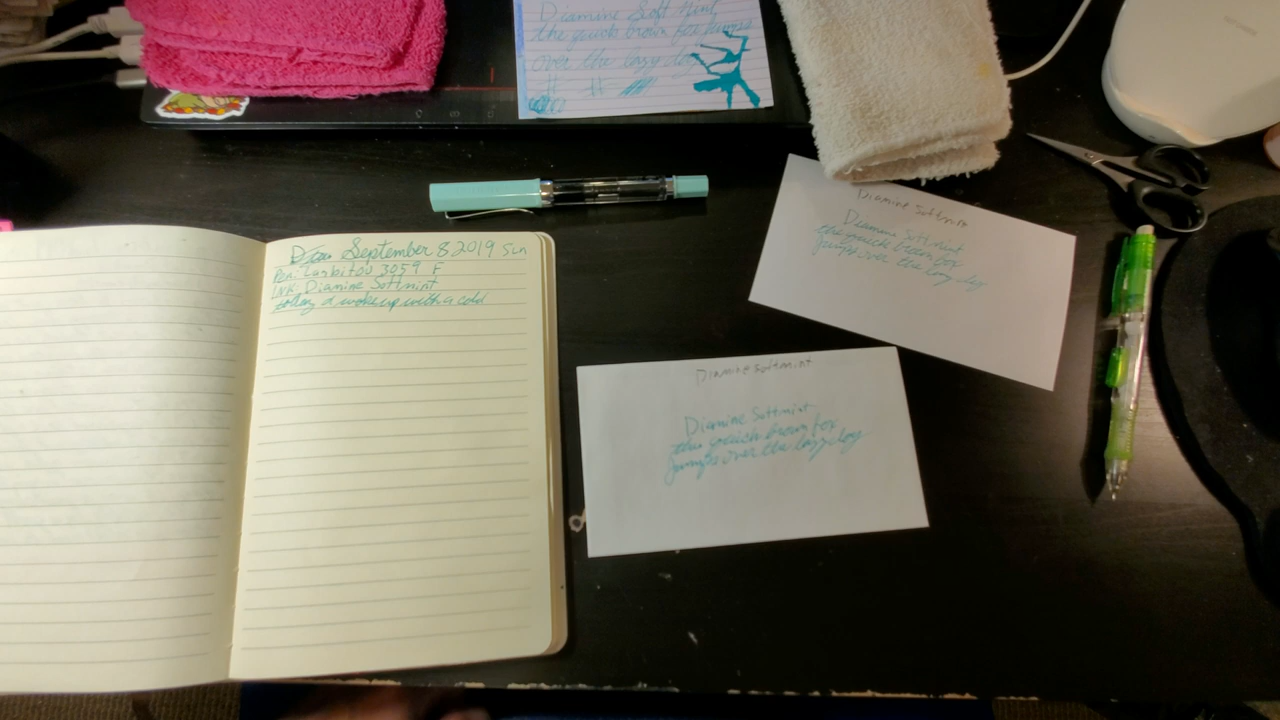 Diamine Soft Mint
the quick brown fox jumps
over the lazy dog
September 8 2019 Sun
Pen: Lanbitou 3059 F
INK: Diamine Softmint
today I woke up with a cold
Diamine Softmint
Diamine Softmint
the quick brown fox
jumps over the lazy dog
Diamine Softmint
Diamine Softmint
the quick brown fox
jumps over the lazy dog